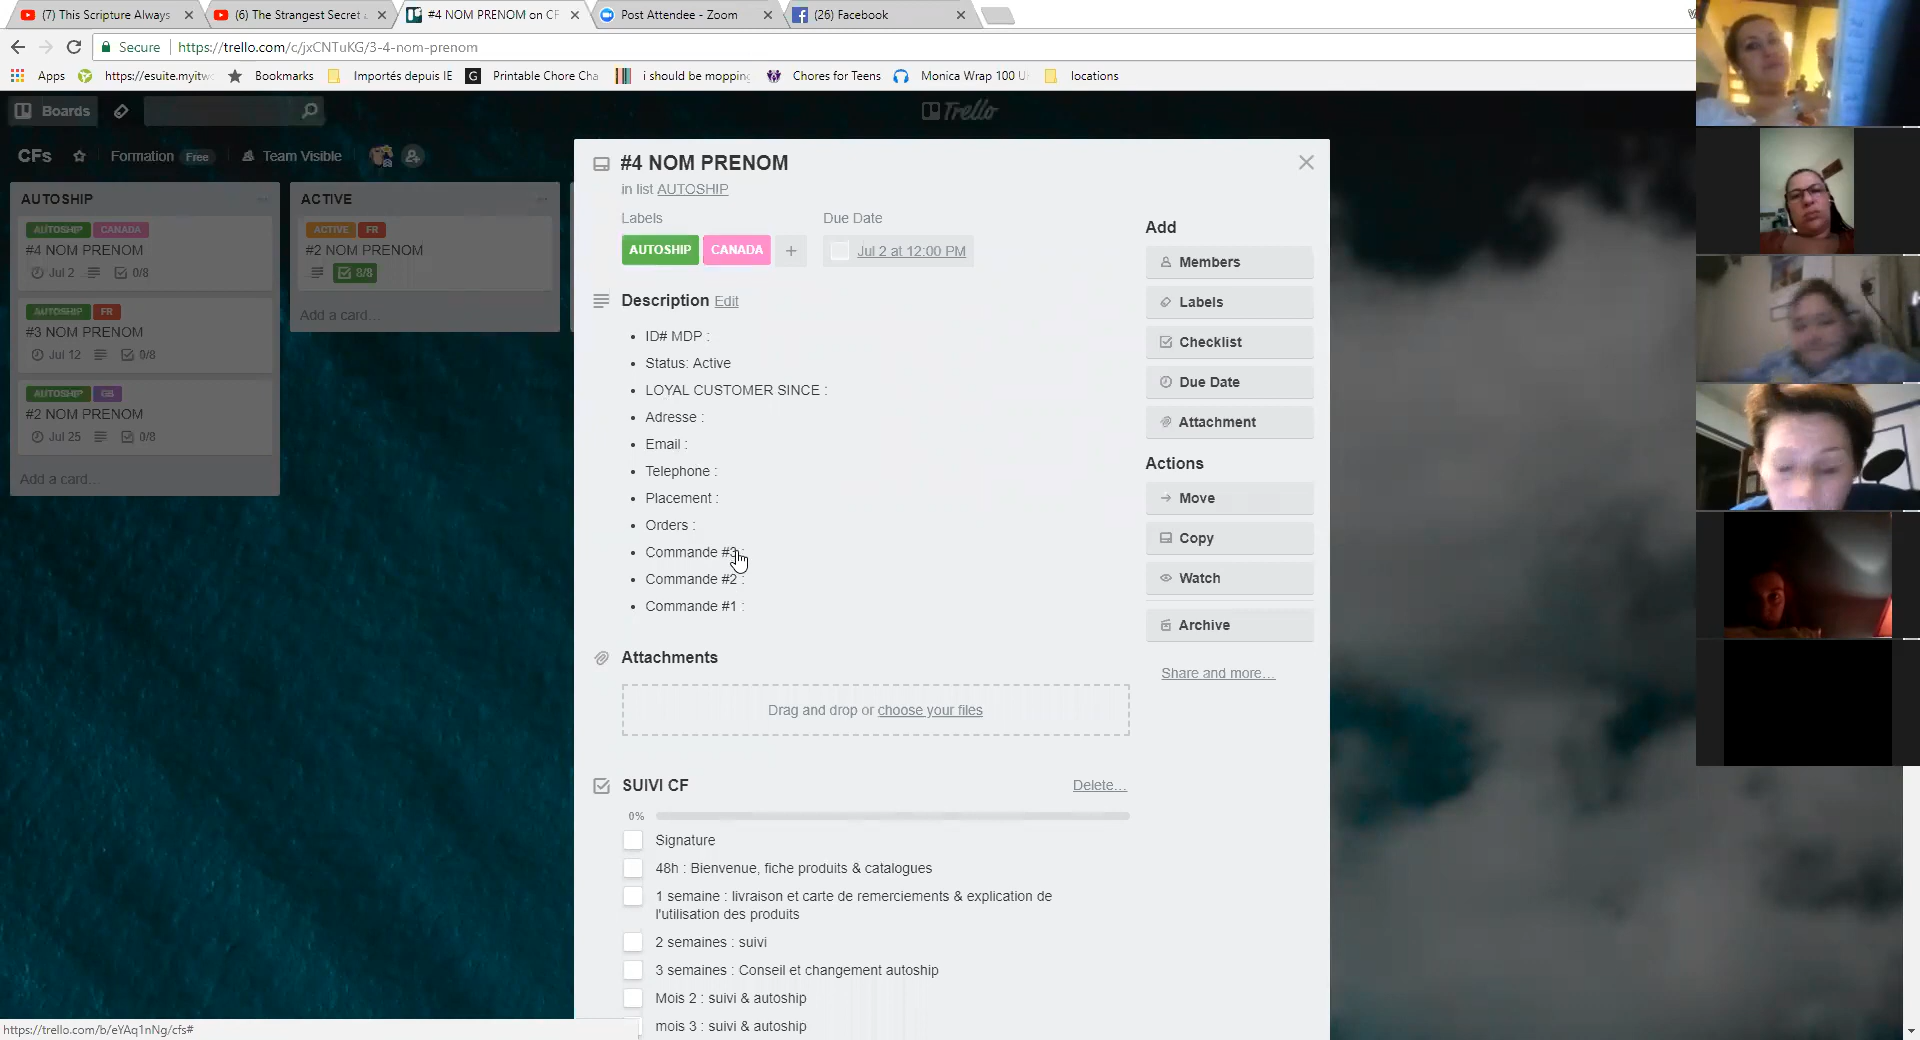 (7) This Scripture Always
(6) The Strangest Secret
#4 NOM PRENOM on CF
Post Attendee - Zoom
(26) Facebook
Secure
https://trello.com/c/jxCNTuKG/3-4-nom-prenom
Apps
https://esuite.myitw
Bookmarks
Importés depuis IE
Printable Chore Cha
i should be mopping
Chores for Teens
Monica Wrap 100
locations
Boards
Trello
CFs
Formation
Free
Team Visible
AUTOSHIP
AUTOSHIP CANADA
#4 NOM PRENOM
Jul 2
0/8
AUTOSHIP FR
#3 NOM PRENOM
Jul 12
0/8
AUTOSHIP GB
#2 NOM PRENOM
Jul 25
0/8
Add a card...
ACTIVE
ACTIVE FR
#2 NOM PRENOM
8/8
Add a card...
#4 NOM PRENOM
in list AUTOSHIP
Labels
AUTOSHIP CANADA +
Due Date
Jul 2 at 12:00 PM
Description Edit
• ID# MDP :
• Status: Active
• LOYAL CUSTOMER SINCE :
• Adresse :
• Email :
• Telephone :
• Placement :
• Orders :
• Commande #3 :
• Commande #2 :
• Commande #1 :
Attachments
Drag and drop or choose your files
SUIVI CF
Delete...
0%
Signature
48h : Bienvenue, fiche produits & catalogues
1 semaine : livraison et carte de remerciements & explication de
l'utilisation des produits
2 semaines : suivi
3 semaines : Conseil et changement autoship
Mois 2 : suivi & autoship
mois 3 : suivi & autoship
Add
Members
Labels
Checklist
Due Date
Attachment
Actions
Move
Copy
Watch
Archive
Share and more...
https://trello.com/b/eYAq1nNg/cfs#